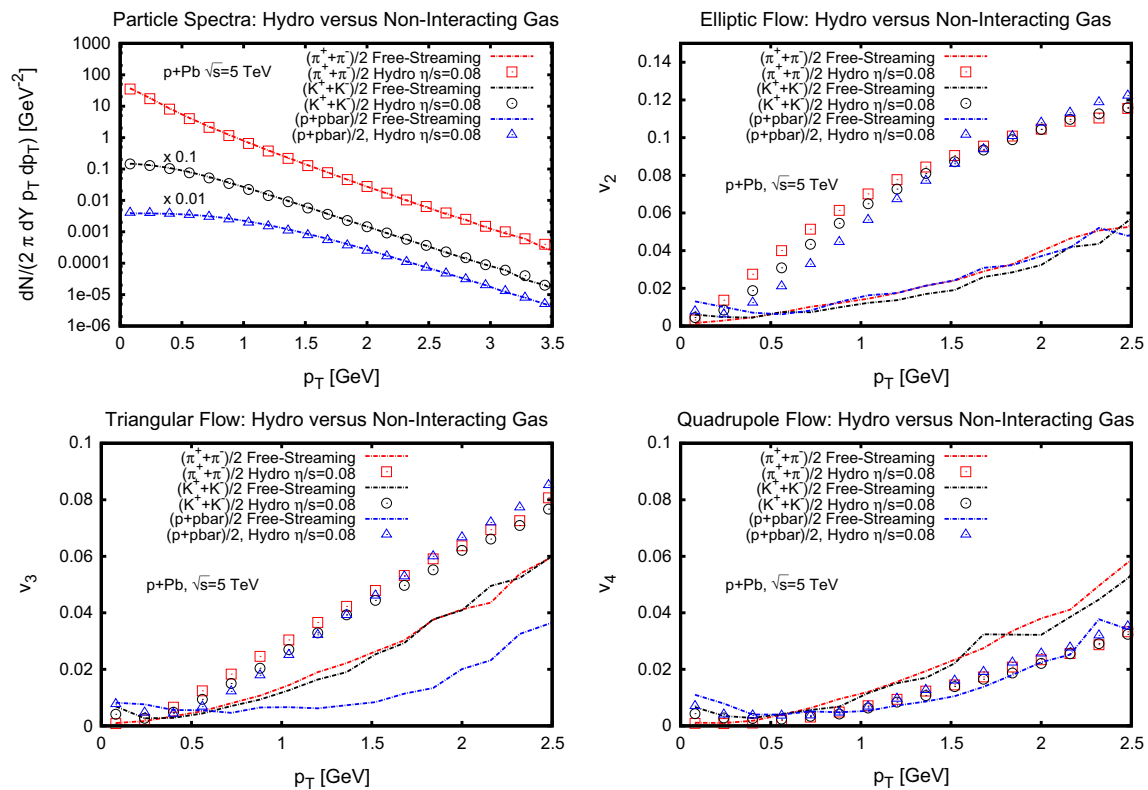 Particle Spectra: Hydro versus Non-Interacting Gas
1000
100
10
1
0.1
0.01
0.001
0.0001
1e-05
1e-06
dN/(2 π dY p_T dp_T) [GeV^-2]
p+Pb √s=5 TeV
(π^+ +π^-)/2 Free-Streaming
(π^+ +π^-)/2 Hydro η/s=0.08
(K^+ +K^-)/2 Free-Streaming
(K^+ +K^-)/2 Hydro η/s=0.08
(p+pbar)/2 Free-Streaming
(p+pbar)/2, Hydro η/s=0.08
x 0.1
x 0.01
0 0.5 1 1.5 2 2.5 3 3.5
p_T [GeV]
Elliptic Flow: Hydro versus Non-Interacting Gas
0.14
0.12
0.1
0.08
0.06
0.04
0.02
0
v_2
(π^+ +π^-)/2 Free-Streaming
(π^+ +π^-)/2 Hydro η/s=0.08
(K^+ +K^-)/2 Free-Streaming
(K^+ +K^-)/2 Hydro η/s=0.08
(p+pbar)/2 Free-Streaming
(p+pbar)/2, Hydro η/s=0.08
p+Pb, √s=5 TeV
0 0.5 1 1.5 2 2.5
p_T [GeV]
Triangular Flow: Hydro versus Non-Interacting Gas
0.1
0.08
0.06
0.04
0.02
0
v_3
(π^+ +π^-)/2 Free-Streaming
(π^+ +π^-)/2 Hydro η/s=0.08
(K^+ +K^-)/2 Free-Streaming
(K^+ +K^-)/2 Hydro η/s=0.08
(p+pbar)/2 Free-Streaming
(p+pbar)/2, Hydro η/s=0.08
p+Pb, √s=5 TeV
0 0.5 1 1.5 2 2.5
p_T [GeV]
Quadrupole Flow: Hydro versus Non-Interacting Gas
0.1
0.08
0.06
0.04
0.02
0
v_4
(π^+ +π^-)/2 Free-Streaming
(π^+ +π^-)/2 Hydro η/s=0.08
(K^+ +K^-)/2 Free-Streaming
(K^+ +K^-)/2 Hydro η/s=0.08
(p+pbar)/2 Free-Streaming
(p+pbar)/2, Hydro η/s=0.08
p+Pb, √s=5 TeV
0 0.5 1 1.5 2 2.5
p_T [GeV]